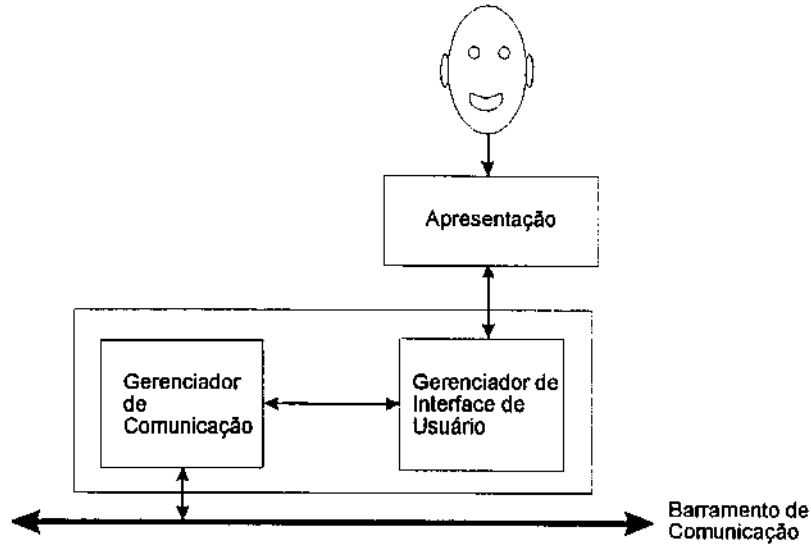 Apresentação
Gerenciador
de
Comunicação
Gerenciador de
Interface de
Usuário
Barramento de
Comunicação